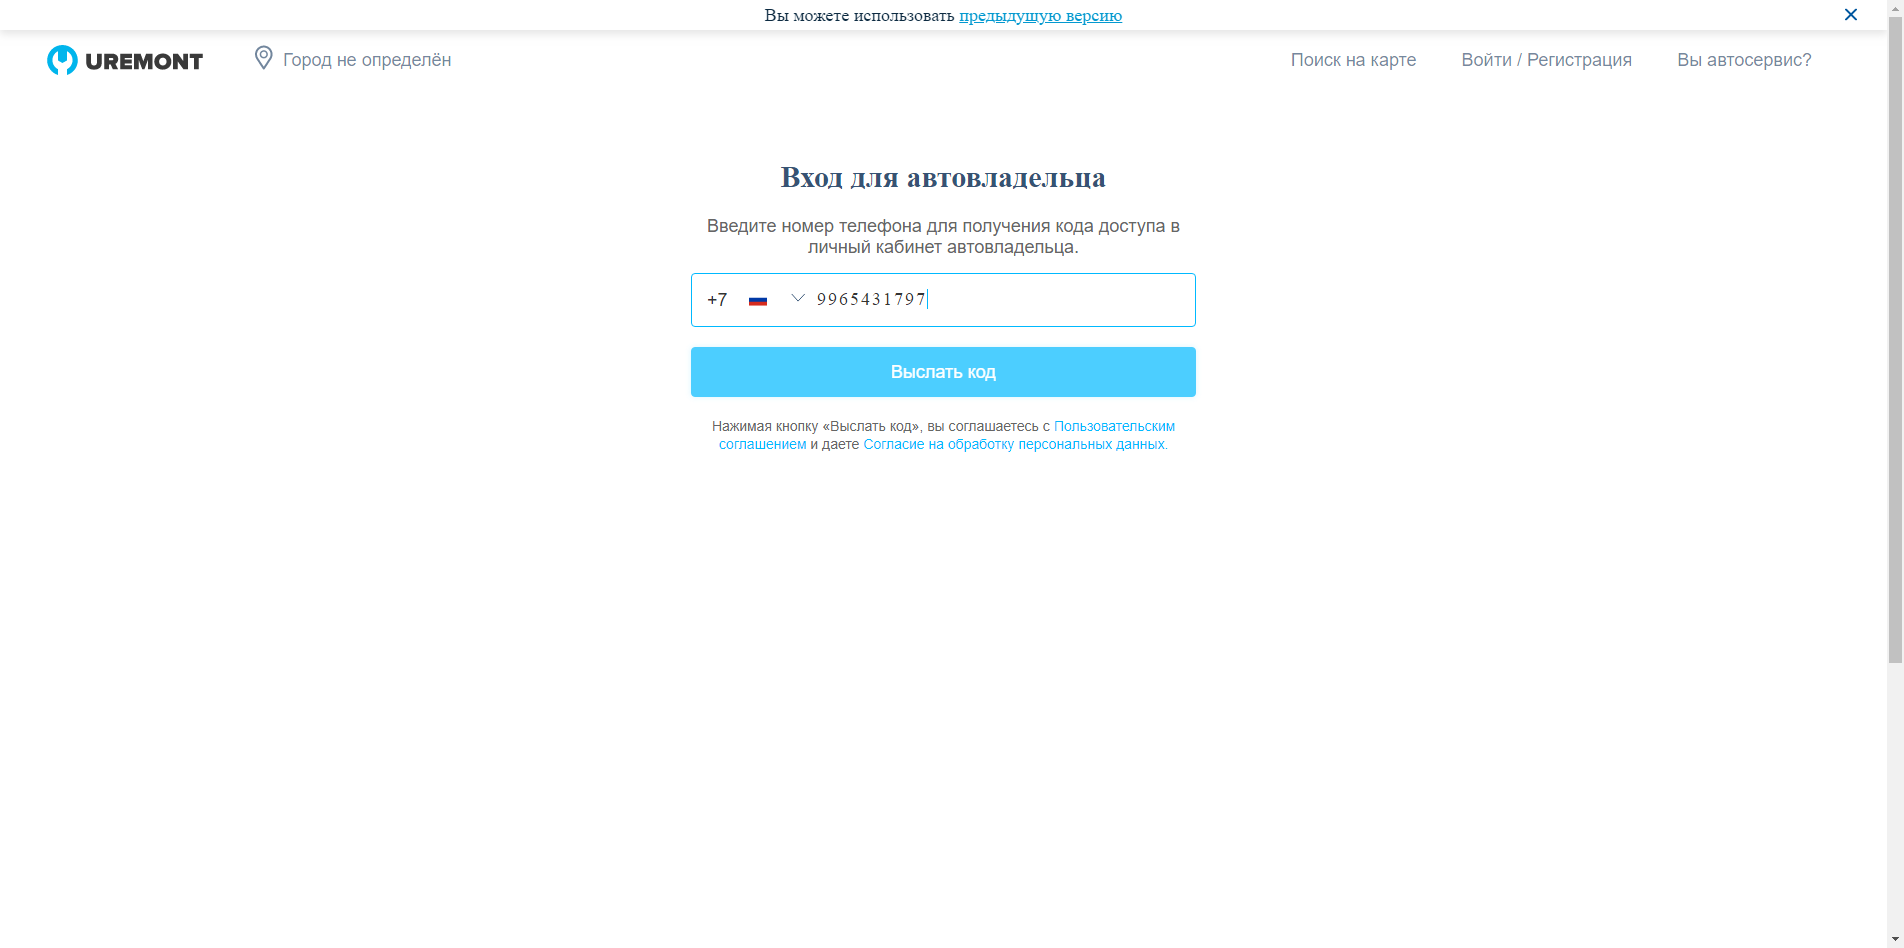 Вы можете использовать предыдущую версию
UREMONT
Город не определён
Поиск на карте
Войти / Регистрация
Вы автосервис?
Вход для автовладельца
Введите номер телефона для получения кода доступа в
личный кабинет автовладельца.
+7 9965431797
Выслать код
Нажимая кнопку «Выслать код», вы соглашаетесь с Пользовательским
соглашением и даете Согласие на обработку персональных данных.